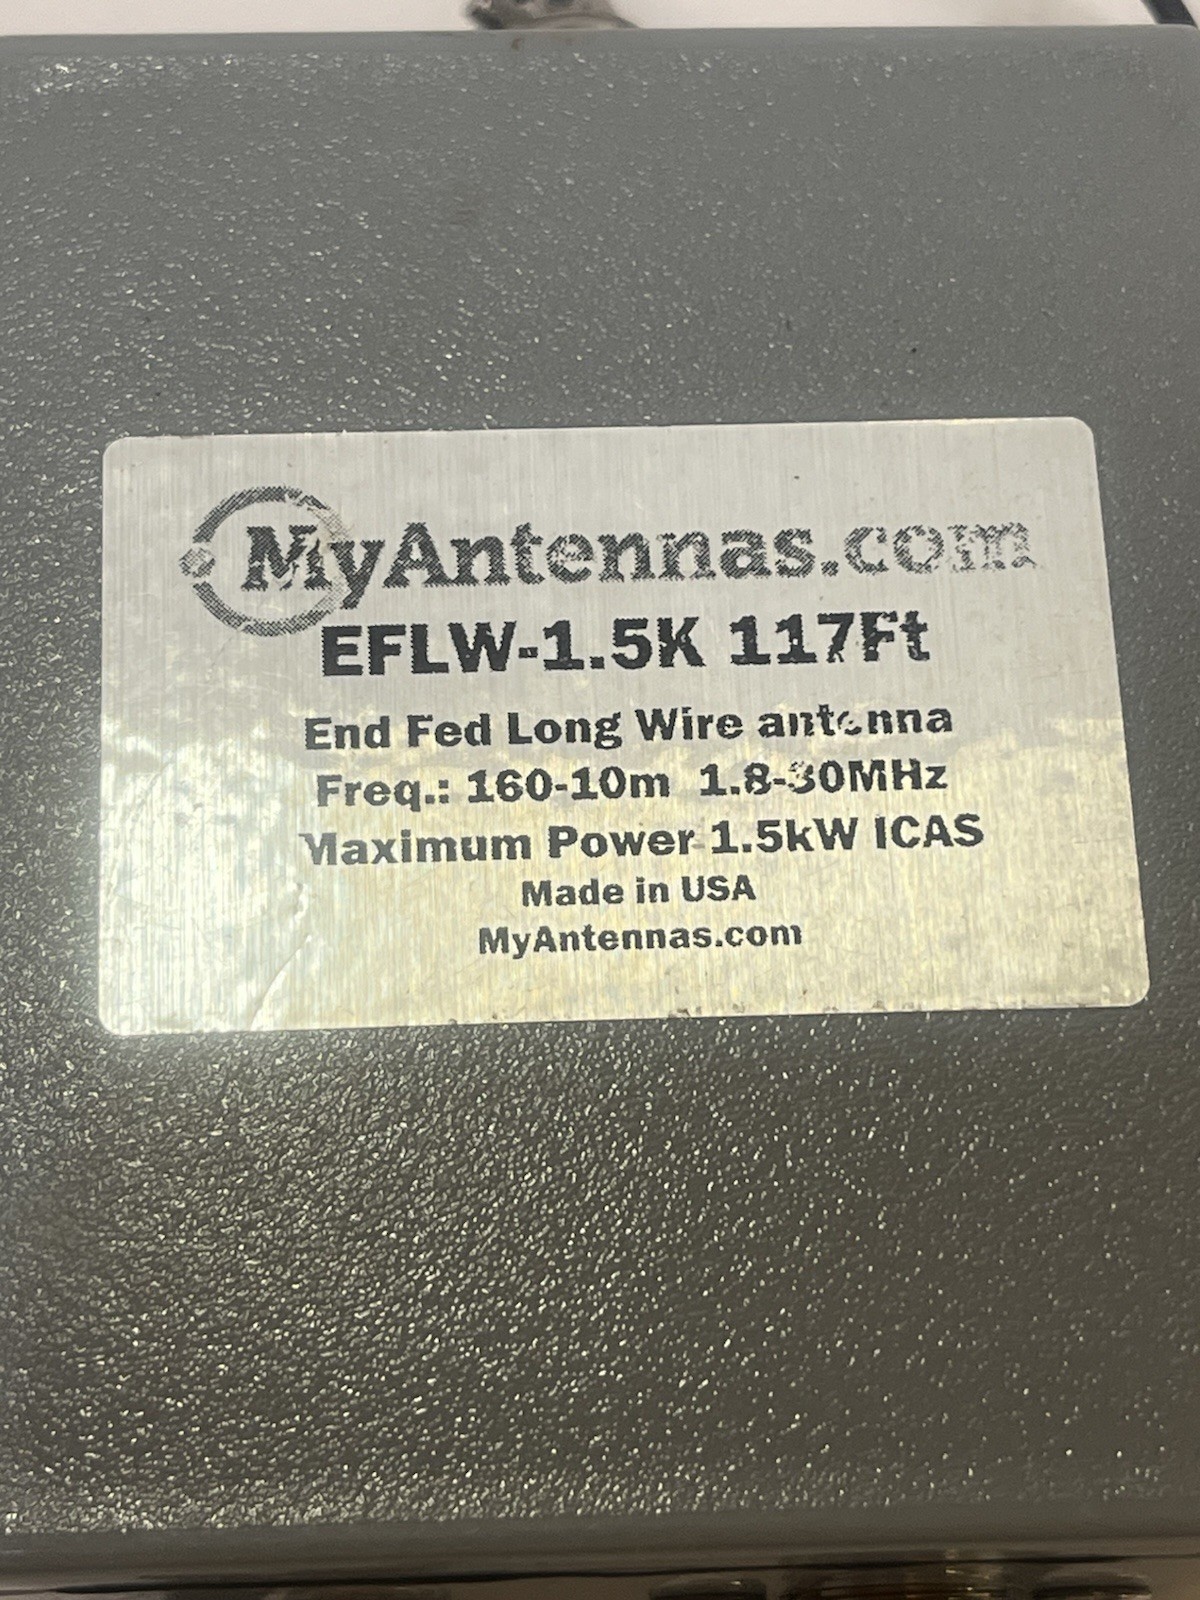 MyAntennas.com
EFLW-1.5K 117Ft
End Fed Long Wire antenna
Freq.: 160-10m 1.8-30MHz
Maximum Power 1.5kW ICAS
Made in USA
MyAntennas.com